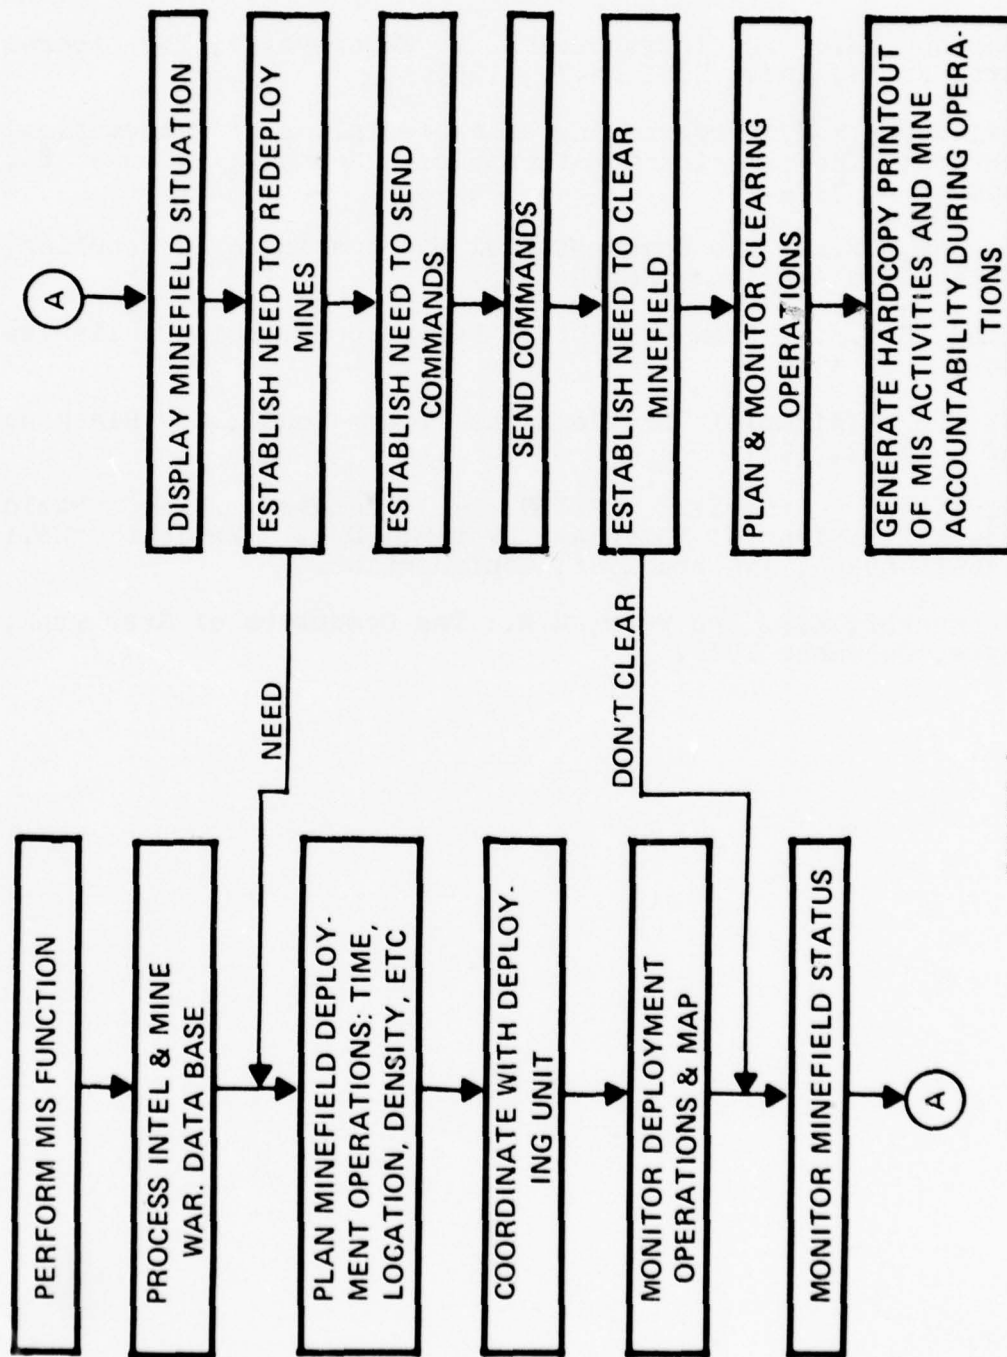 PERFORM MIS FUNCTION
PROCESS INTEL & MINE
WAR. DATA BASE
PLAN MINEFIELD DEPLOY-
MENT OPERATIONS: TIME,
LOCATION, DENSITY, ETC
COORDINATE WITH DEPLOY-
ING UNIT
MONITOR DEPLOYMENT
OPERATIONS & MAP
MONITOR MINEFIELD STATUS
A
NEED
DON'T CLEAR
A
DISPLAY MINEFIELD SITUATION
ESTABLISH NEED TO REDEPLOY
MINES
ESTABLISH NEED TO SEND
COMMANDS
SEND COMMANDS
ESTABLISH NEED TO CLEAR
MINEFIELD
PLAN & MONITOR CLEARING
OPERATIONS
GENERATE HARDCOPY PRINTOUT
OF MIS ACTIVITIES AND MINE
ACCOUNTABILITY DURING OPERA-
TIONS